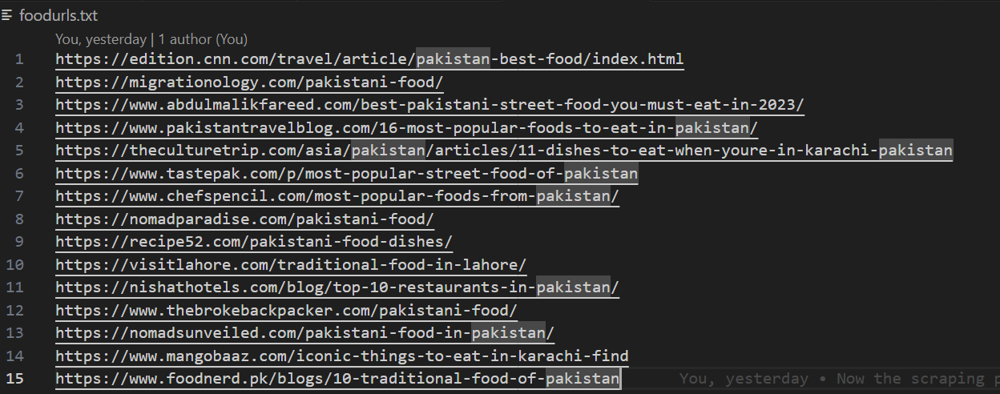 foodurls.txt
You, yesterday | 1 author (You)
1 https://edition.cnn.com/travel/article/pakistan-best-food/index.html
2 https://migrationology.com/pakistani-food/
3 https://www.abdulmalikfareed.com/best-pakistani-street-food-you-must-eat-in-2023/
4 https://www.pakistantravelblog.com/16-most-popular-foods-to-eat-in-pakistan/
5 https://theculturetrip.com/asia/pakistan/articles/11-dishes-to-eat-when-youre-in-karachi-pakistan
6 https://www.tastepak.com/p/most-popular-street-food-of-pakistan
7 https://www.chefspencil.com/most-popular-foods-from-pakistan/
8 https://nomadparadise.com/pakistani-food/
9 https://recipe52.com/pakistani-food-dishes/
10 https://visitlahore.com/traditional-food-in-lahore/
11 https://nishathotels.com/blog/top-10-restaurants-in-pakistan/
12 https://www.thebrokebackpacker.com/pakistani-food/
13 https://nomadsunveiled.com/pakistani-food-in-pakistan/
14 https://www.mangobaaz.com/iconic-things-to-eat-in-karachi-find
15 https://www.foodnerd.pk/blogs/10-traditional-food-of-pakistan You, yesterday • Now the scraping p